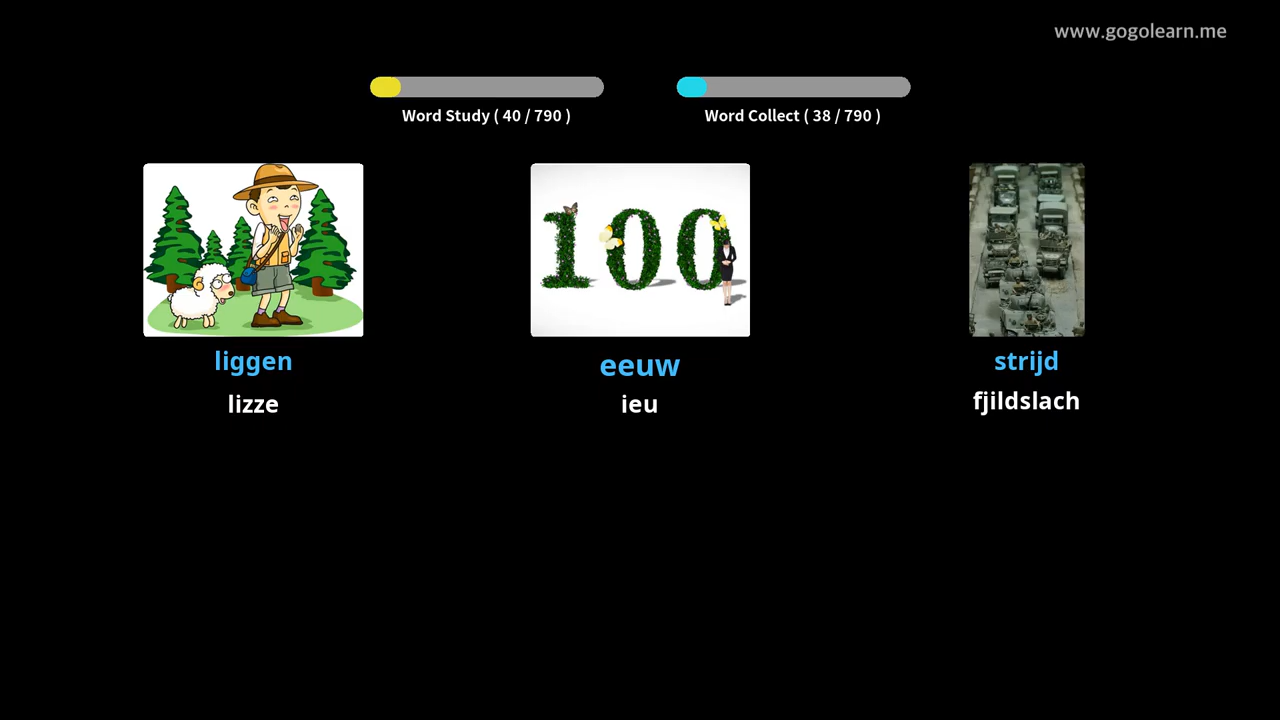 www.gogolearn.me
Word Study ( 40 / 790 )
Word Collect ( 38 / 790 )
liggen
lizze
eeuw
ieu
strijd
fjildslach